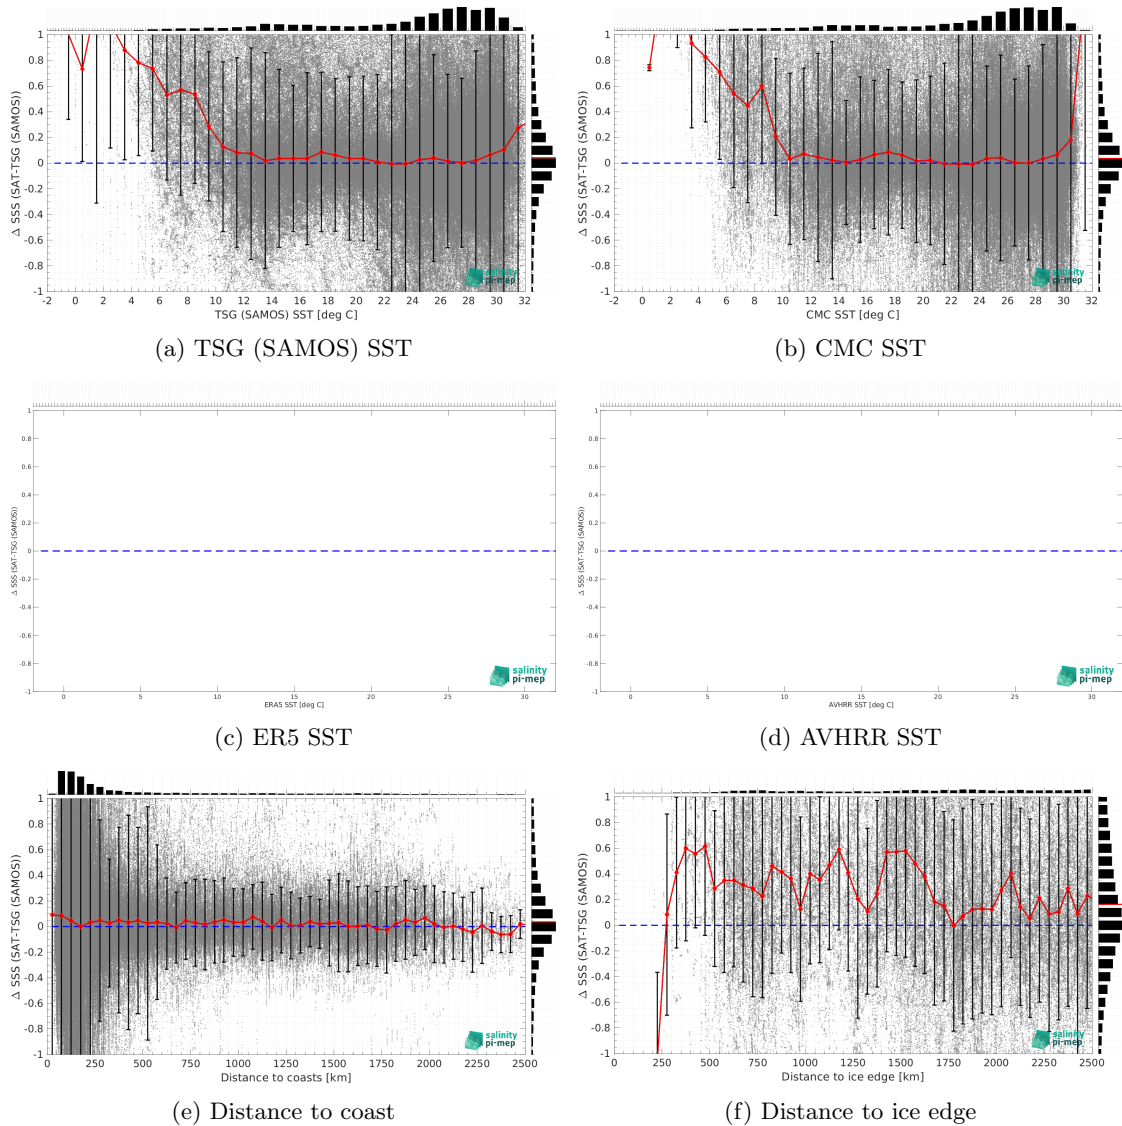 1
0.8
0.6
0.4
0.2
0
-0.2
-0.4
-0.6
-0.8
-1
Δ SSS (SAT-TSG (SAMOS))
salinity
pi-mep
-2 0 2 4 6 8 10 12 14 16 18 20 22 24 26 28 30 32
TSG (SAMOS) SST [deg C]
(a) TSG (SAMOS) SST
1
0.8
0.6
0.4
0.2
0
-0.2
-0.4
-0.6
-0.8
-1
Δ SSS (SAT-TSG (SAMOS))
salinity
pi-mep
-2 0 2 4 6 8 10 12 14 16 18 20 22 24 26 28 30 32
CMC SST [deg C]
(b) CMC SST
1
0.8
0.6
0.4
0.2
0
-0.2
-0.4
-0.6
-0.8
-1
Δ SSS (SAT-TSG (SAMOS))
salinity
pi-mep
0 5 10 15 20 25 30
ERA5 SST [deg C]
(c) ER5 SST
1
0.8
0.6
0.4
0.2
0
-0.2
-0.4
-0.6
-0.8
-1
Δ SSS (SAT-TSG (SAMOS))
salinity
pi-mep
0 5 10 15 20 25 30
AVHRR SST [deg C]
(d) AVHRR SST
1
0.8
0.6
0.4
0.2
0
-0.2
-0.4
-0.6
-0.8
-1
Δ SSS (SAT-TSG (SAMOS))
salinity
pi-mep
0 250 500 750 1000 1250 1500 1750 2000 2250 2500
Distance to coasts [km]
(e) Distance to coast
1
0.8
0.6
0.4
0.2
0
-0.2
-0.4
-0.6
-0.8
-1
Δ SSS (SAT-TSG (SAMOS))
salinity
pi-mep
0 250 500 750 1000 1250 1500 1750 2000 2250 2500
Distance to ice edge [km]
(f) Distance to ice edge